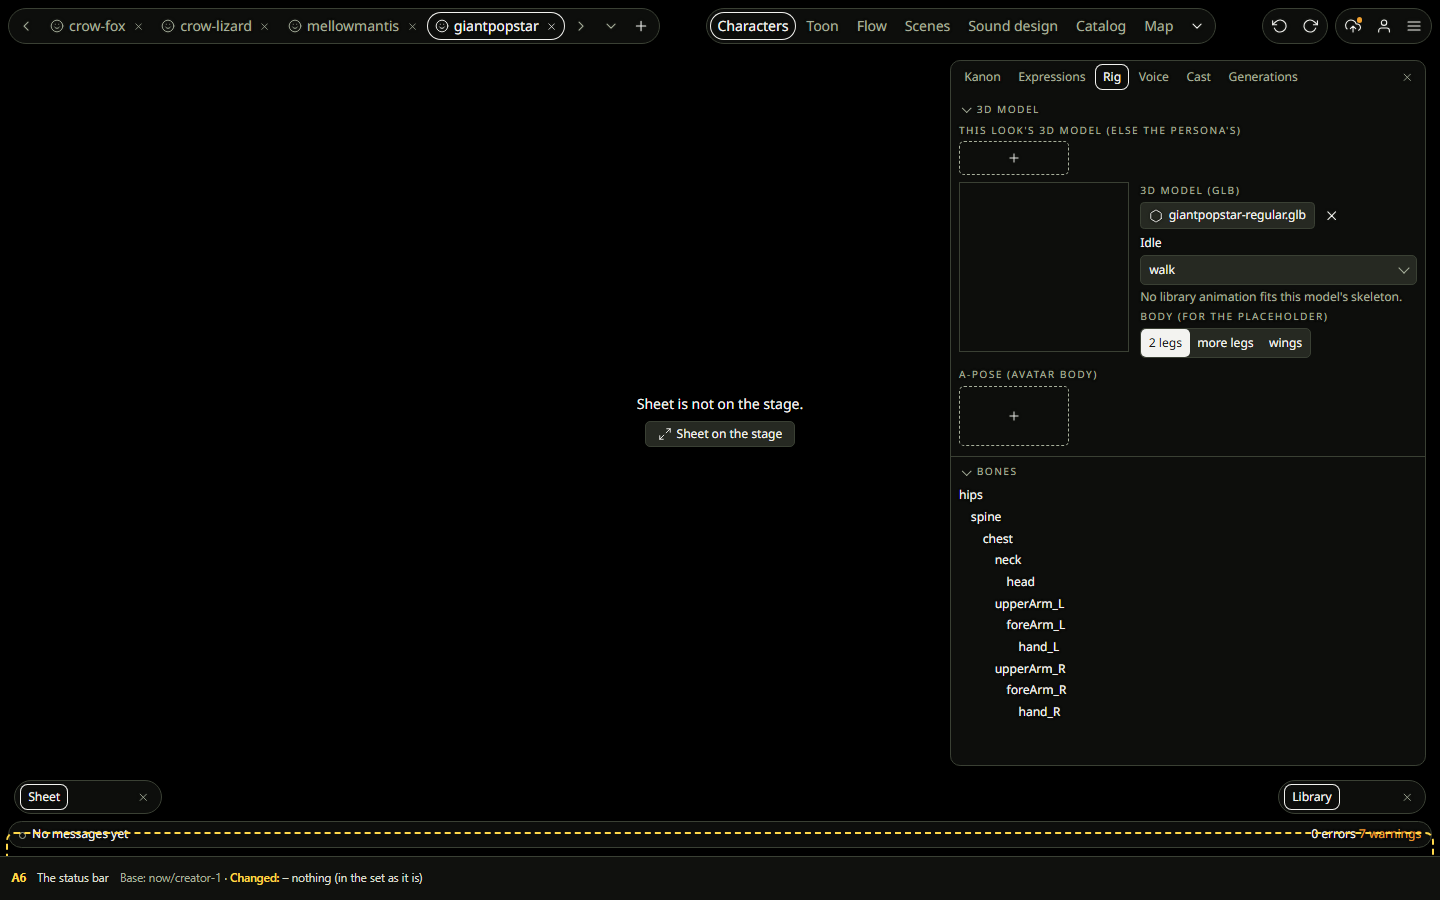 crow-fox crow-lizard mellowmantis giantpopstar
Characters Toon Flow Scenes Sound design Catalog Map
Kanon Expressions Rig Voice Cast Generations
3D MODEL
THIS LOOK'S 3D MODEL (ELSE THE PERSONA'S)
3D MODEL (GLB)
giantpopstar-regular.glb
Idle
walk
No library animation fits this model's skeleton.
BODY (FOR THE PLACEHOLDER)
2 legs more legs wings
A-POSE (AVATAR BODY)
Sheet is not on the stage.
Sheet on the stage
BONES
hips
spine
chest
neck
head
upperArm_L
foreArm_L
hand_L
upperArm_R
foreArm_R
hand_R
Sheet
Library
No messages yet
0 errors 7 warnings
A6 The status bar Base: now/creator-1 · Changed: – nothing (in the set as it is)